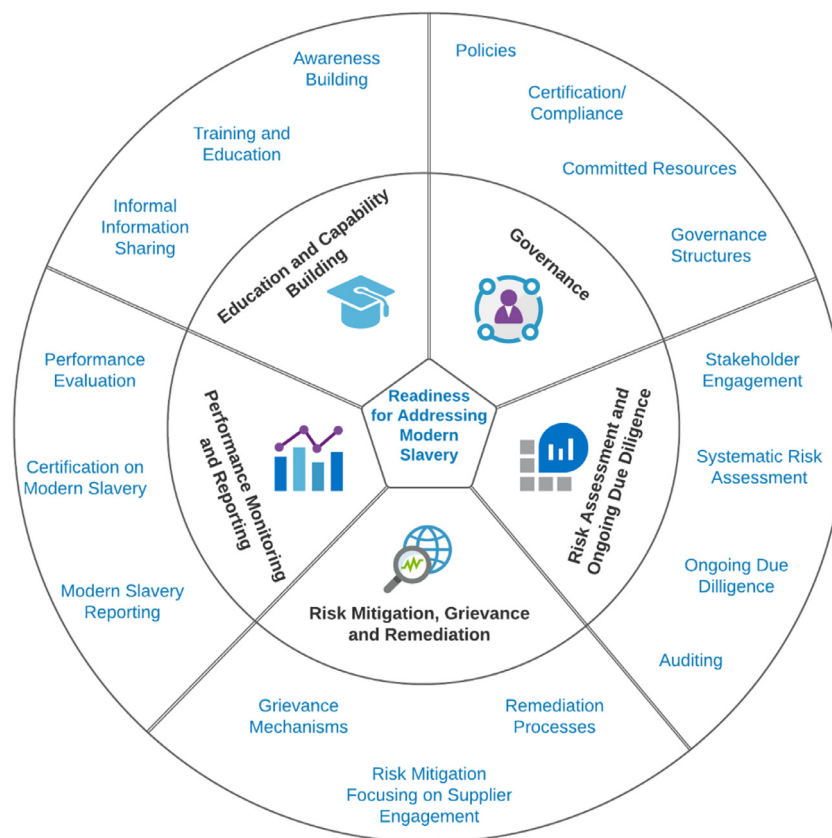 Awareness
Building
Training and
Education
Informal
Information
Sharing
Policies
Certification/
Compliance
Committed Resources
Governance
Structures
Education and Capability
Building
Governance
Performance
Evaluation
Certification on
Modern Slavery
Modern Slavery
Reporting
Performance Monitoring
and Reporting
Readiness
for Addressing
Modern
Slavery
Risk Assessment and
Ongoing Due Diligence
Stakeholder
Engagement
Systematic Risk
Assessment
Ongoing Due
Dilligence
Auditing
Risk Mitigation, Grievance
and Remediation
Grievance
Mechanisms
Remediation
Processes
Risk Mitigation
Focusing on Supplier
Engagement